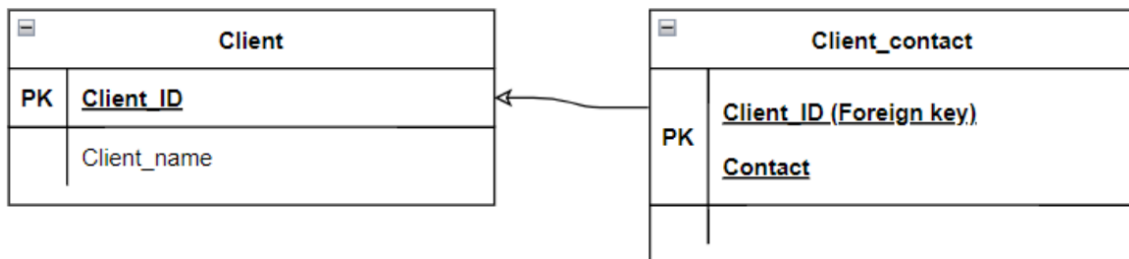 Client
PK Client_ID
Client_name
Client_contact
PK
Client_ID (Foreign key)
Contact